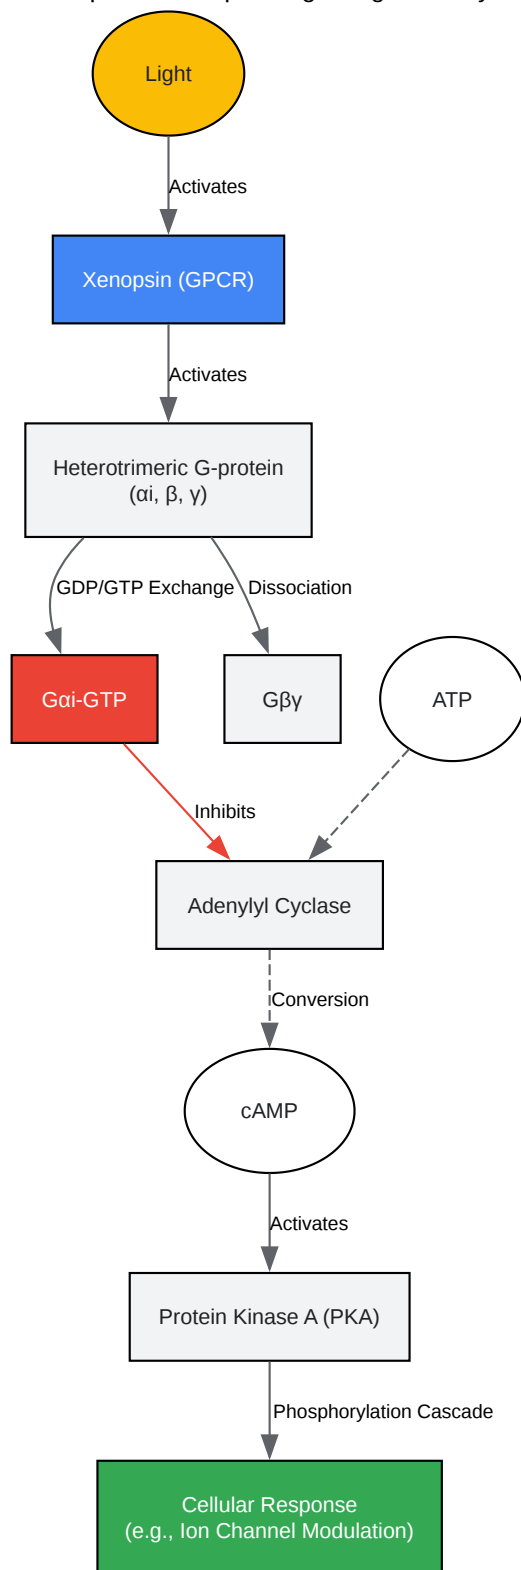 Light
Activates
Xenopsin (GPCR)
Activates
Heterotrimeric G-protein
(αi, β, γ)
GDP/GTP Exchange
Dissociation
Gαi-GTP
Gβγ
ATP
Inhibits
Adenylyl Cyclase
Conversion
cAMP
Activates
Protein Kinase A (PKA)
Phosphorylation Cascade
Cellular Response
(e.g., Ion Channel Modulation)